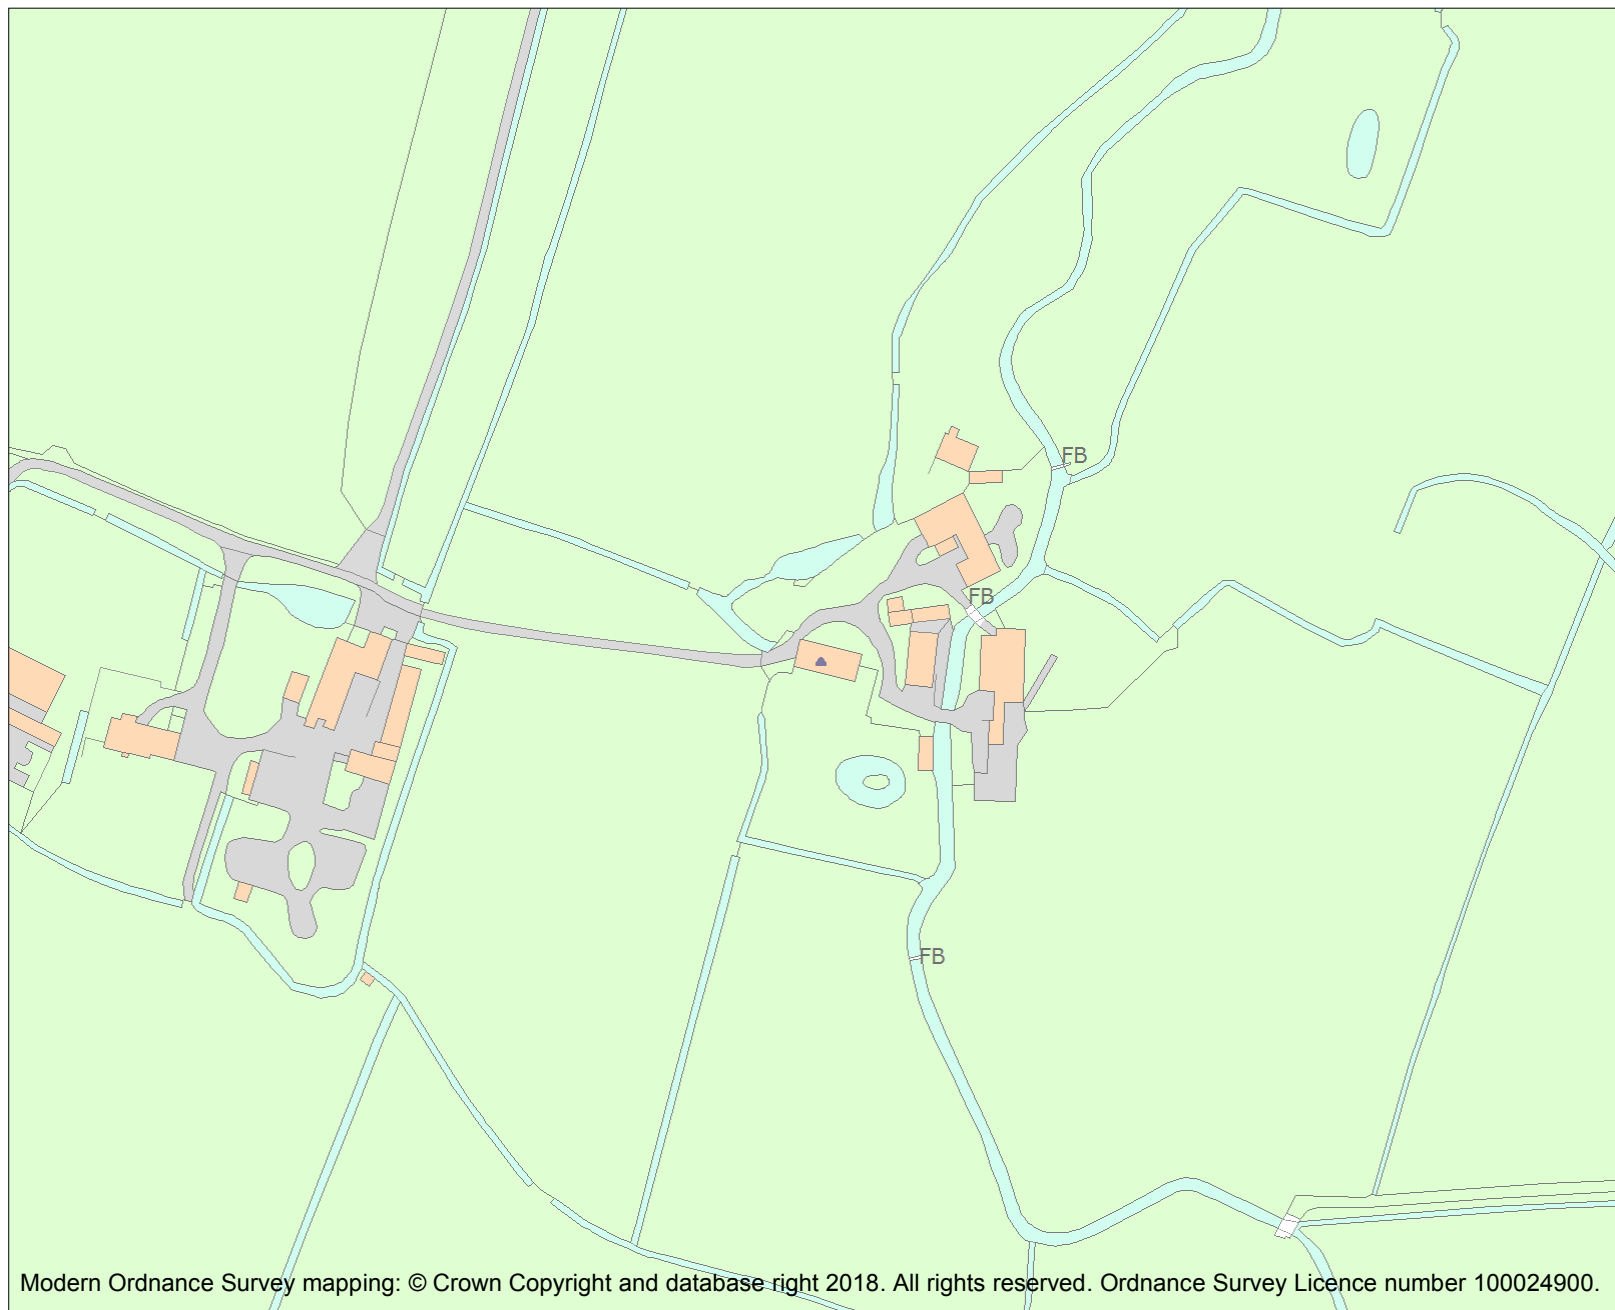 FB
FB
FB
Modern Ordnance Survey mapping: © Crown Copyright and database right 2018. All rights reserved. Ordnance Survey Licence number 100024900.